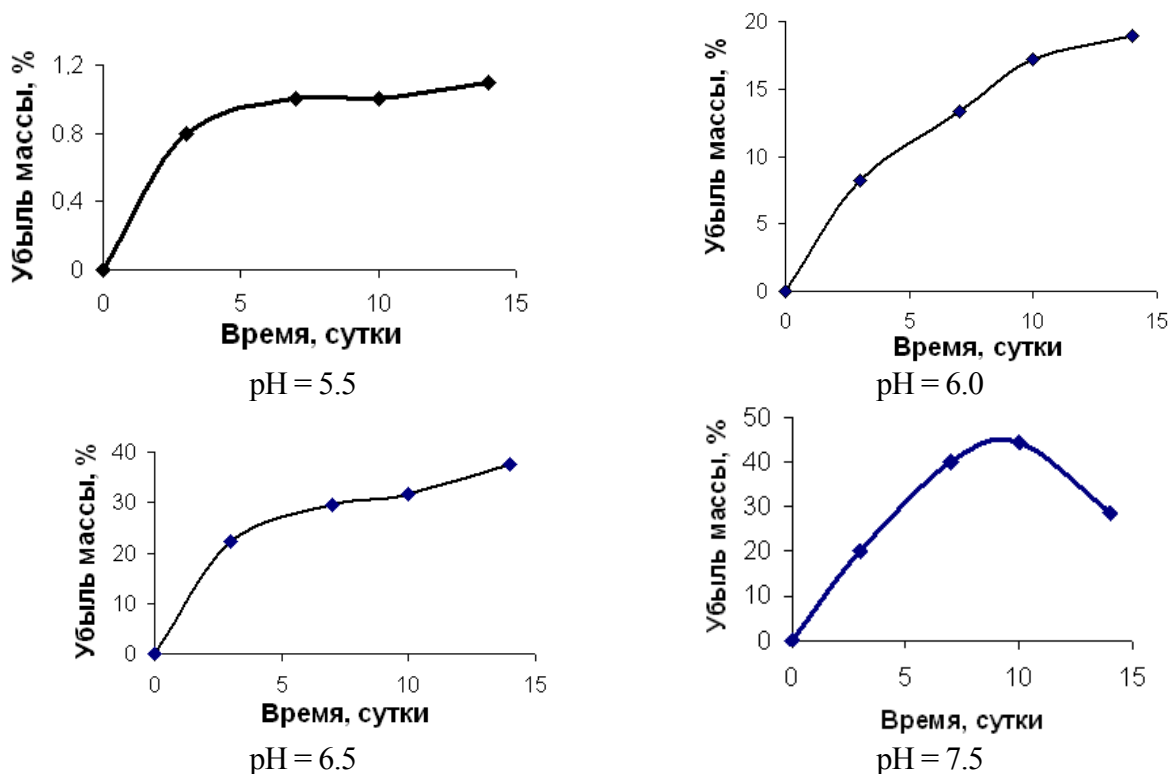 Убыль массы, %
1.2
0.8
0.4
0
0 5 10 15
Время, сутки
pH = 5.5
Убыль массы, %
20
15
10
5
0
0 5 10 15
Время, сутки
pH = 6.0
Убыль массы, %
40
30
20
10
0
0 5 10 15
Время, сутки
pH = 6.5
Убыль массы, %
50
40
30
20
10
0
0 5 10 15
Время, сутки
pH = 7.5